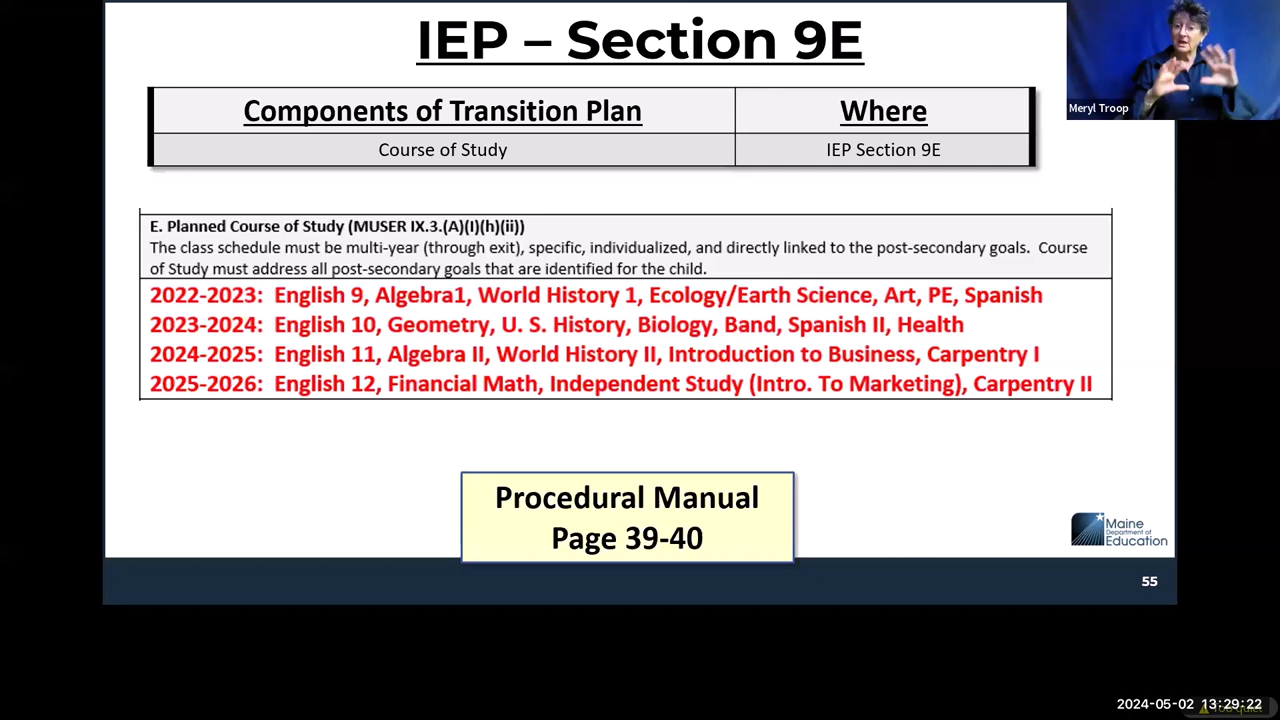 IEP – Section 9E
Meryl Troop
Components of Transition Plan Where
Course of Study IEP Section 9E
E. Planned Course of Study (MUSER IX.3.(A)(I)(h)(ii))
The class schedule must be multi-year (through exit), specific, individualized, and directly linked to the post-secondary goals. Course
of Study must address all post-secondary goals that are identified for the child.
2022-2023: English 9, Algebra1, World History 1, Ecology/Earth Science, Art, PE, Spanish
2023-2024: English 10, Geometry, U. S. History, Biology, Band, Spanish II, Health
2024-2025: English 11, Algebra II, World History II, Introduction to Business, Carpentry I
2025-2026: English 12, Financial Math, Independent Study (Intro. To Marketing), Carpentry II
Procedural Manual
Page 39-40
Maine
Department of
Education
55
2024-05-02 13:29:22